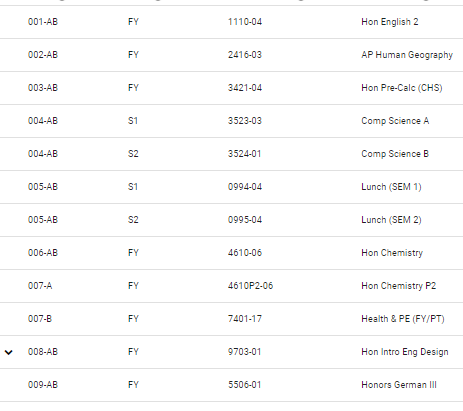 001-AB FY 1110-04 Hon English 2
002-AB FY 2416-03 AP Human Geography
003-AB FY 3421-04 Hon Pre-Calc (CHS)
004-AB S1 3523-03 Comp Science A
004-AB S2 3524-01 Comp Science B
005-AB S1 0994-04 Lunch (SEM 1)
005-AB S2 0995-04 Lunch (SEM 2)
006-AB FY 4610-06 Hon Chemistry
007-A FY 4610P2-06 Hon Chemistry P2
007-B FY 7401-17 Health & PE (FY/PT)
008-AB FY 9703-01 Hon Intro Eng Design
009-AB FY 5506-01 Honors German III